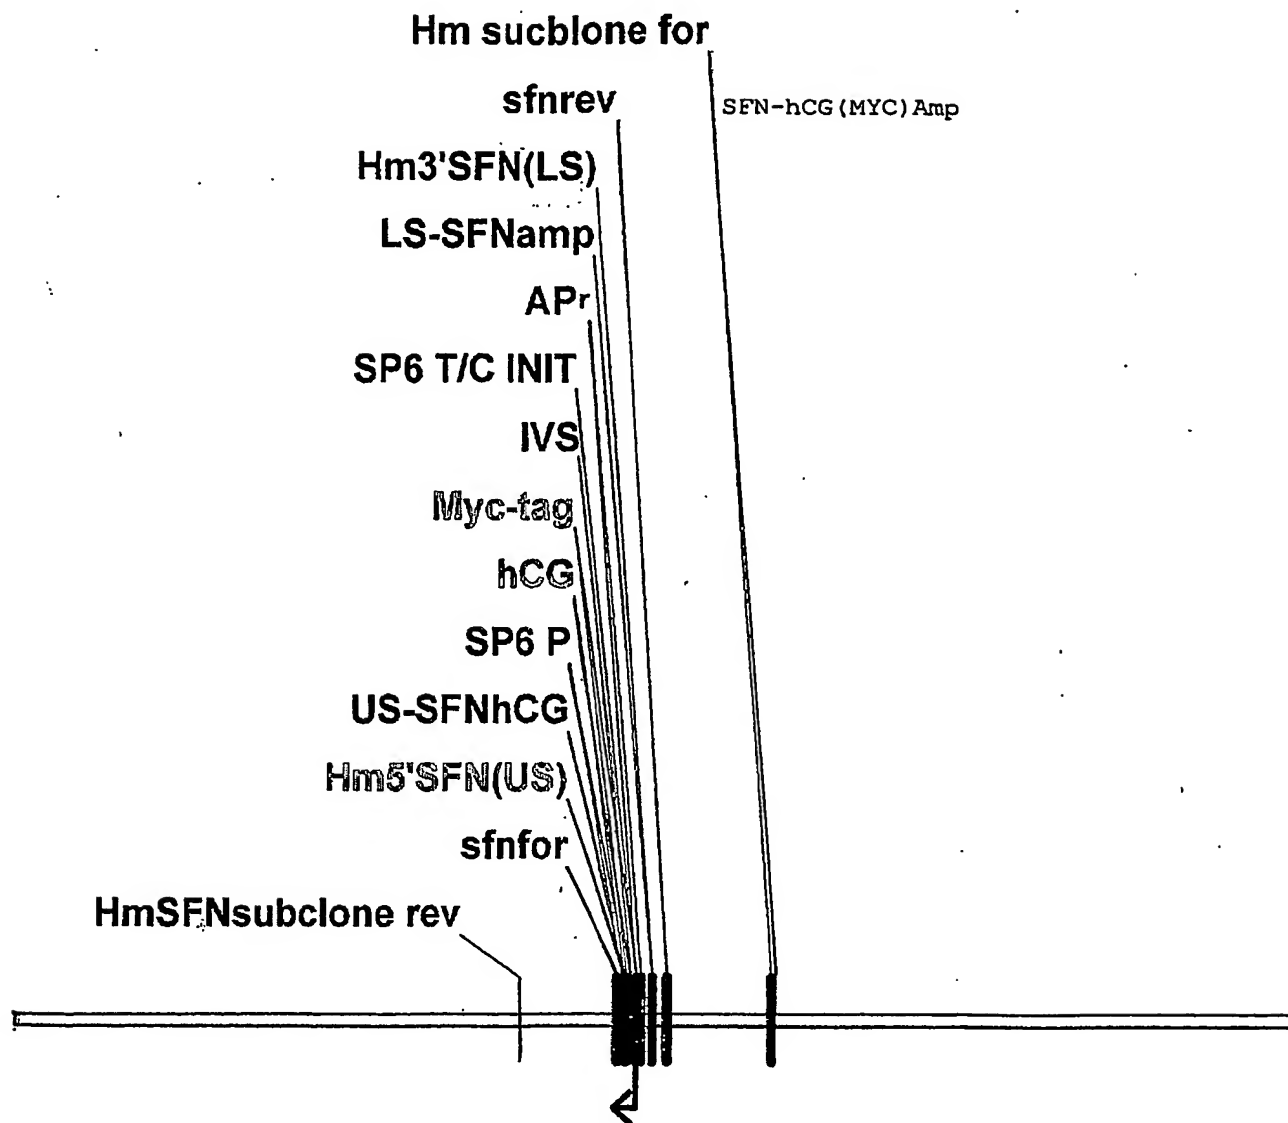 Hm sucblone for
sfnrev
SFN-hCG(MYC)Amp
Hm3'SFN(LS)
LS-SFNamp
APr
SP6 T/C INIT
IVS
Myc-tag
hCG
SP6 P
US-SFNhCG
Hm5'SFN(US)
sfnfor
HmSFNsubclone rev